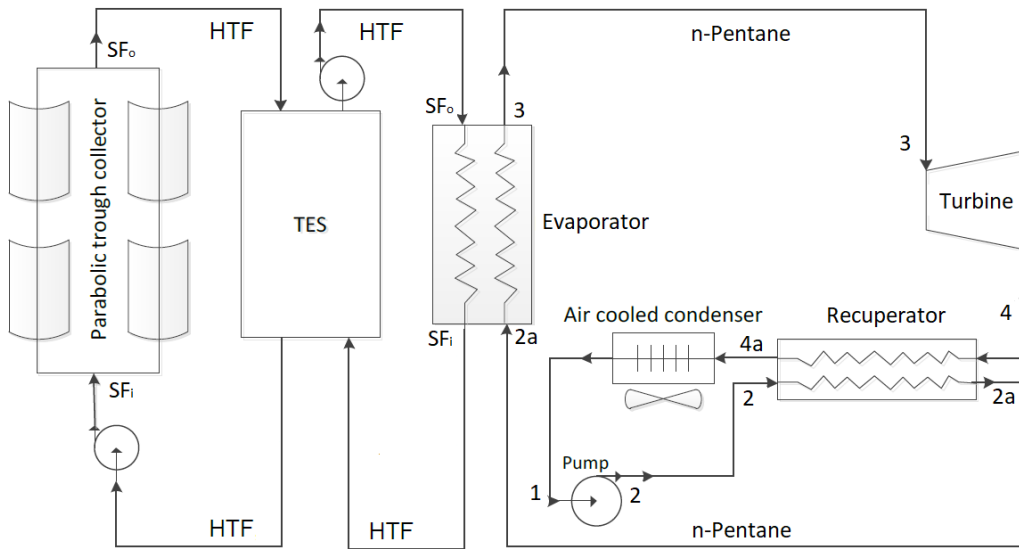 HTF
HTF
n-Pentane
SFₒ
Parabolic trough collector
TES
SFₒ
3
Evaporator
3
Turbine
SFᵢ
SFᵢ
2a
Air cooled condenser
4a
Recuperator
4
2
2a
Pump
1
2
HTF
HTF
n-Pentane